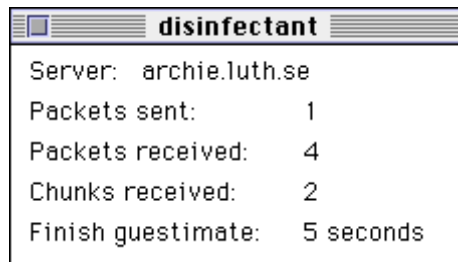 disinfectant
Server: archie.luth.se
Packets sent: 1
Packets received: 4
Chunks received: 2
Finish guestimate: 5 seconds